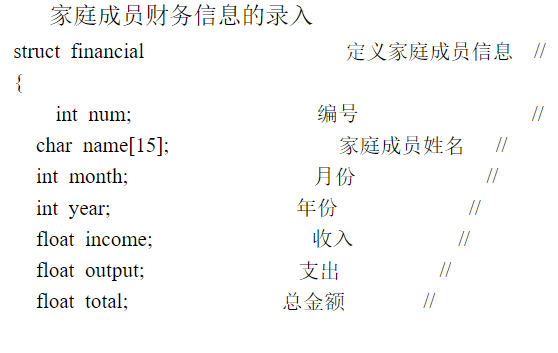 家庭成员财务信息的录入
struct financial 定义家庭成员信息 //
{
int num; 编号 //
char name[15]; 家庭成员姓名 //
int month; 月份 //
int year; 年份 //
float income; 收入 //
float output; 支出 //
float total; 总金额 //